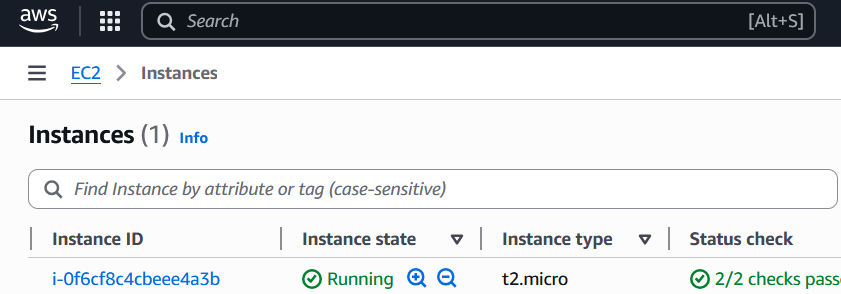 aws Search [Alt+S]
EC2 > Instances
Instances (1) Info
Find Instance by attribute or tag (case-sensitive)
Instance ID Instance state Instance type Status check
i-0f6cf8c4cbeee4a3b Running t2.micro 2/2 checks